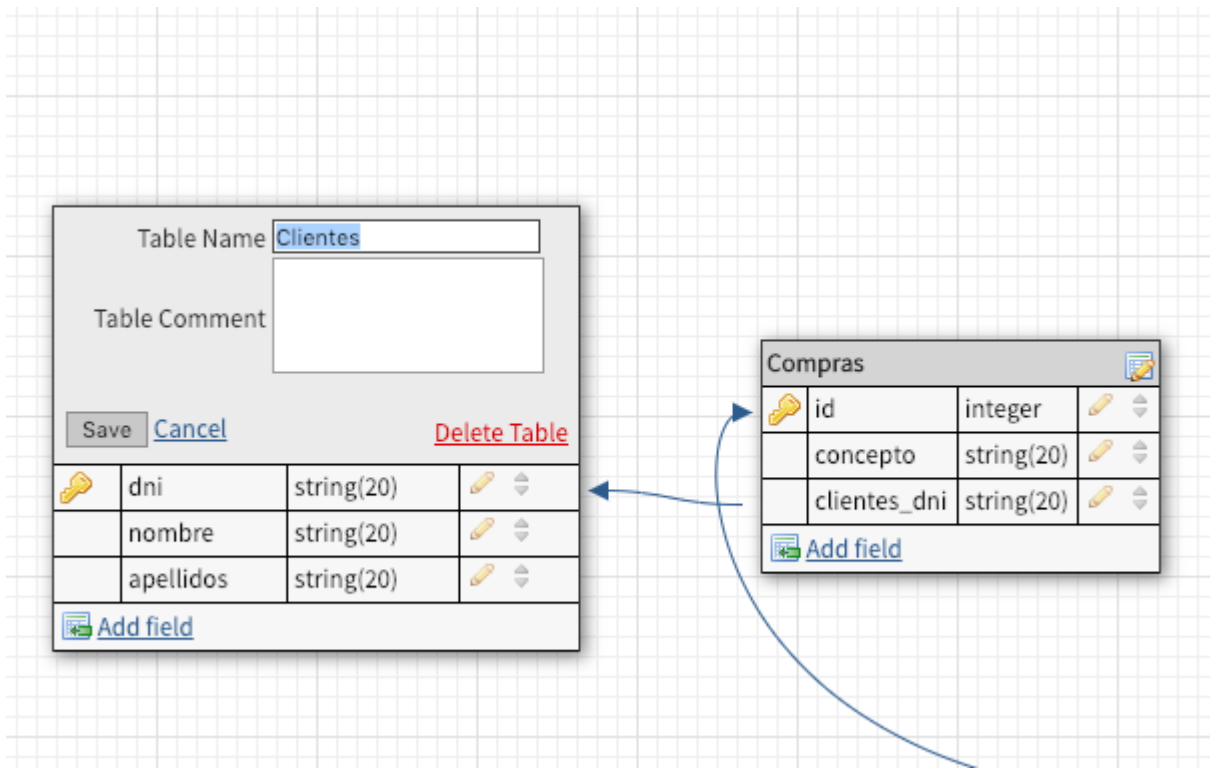 Table Name Clientes
Table Comment
Save Cancel Delete Table
dni string(20)
nombre string(20)
apellidos string(20)
Add field
Compras
id integer
concepto string(20)
clientes_dni string(20)
Add field